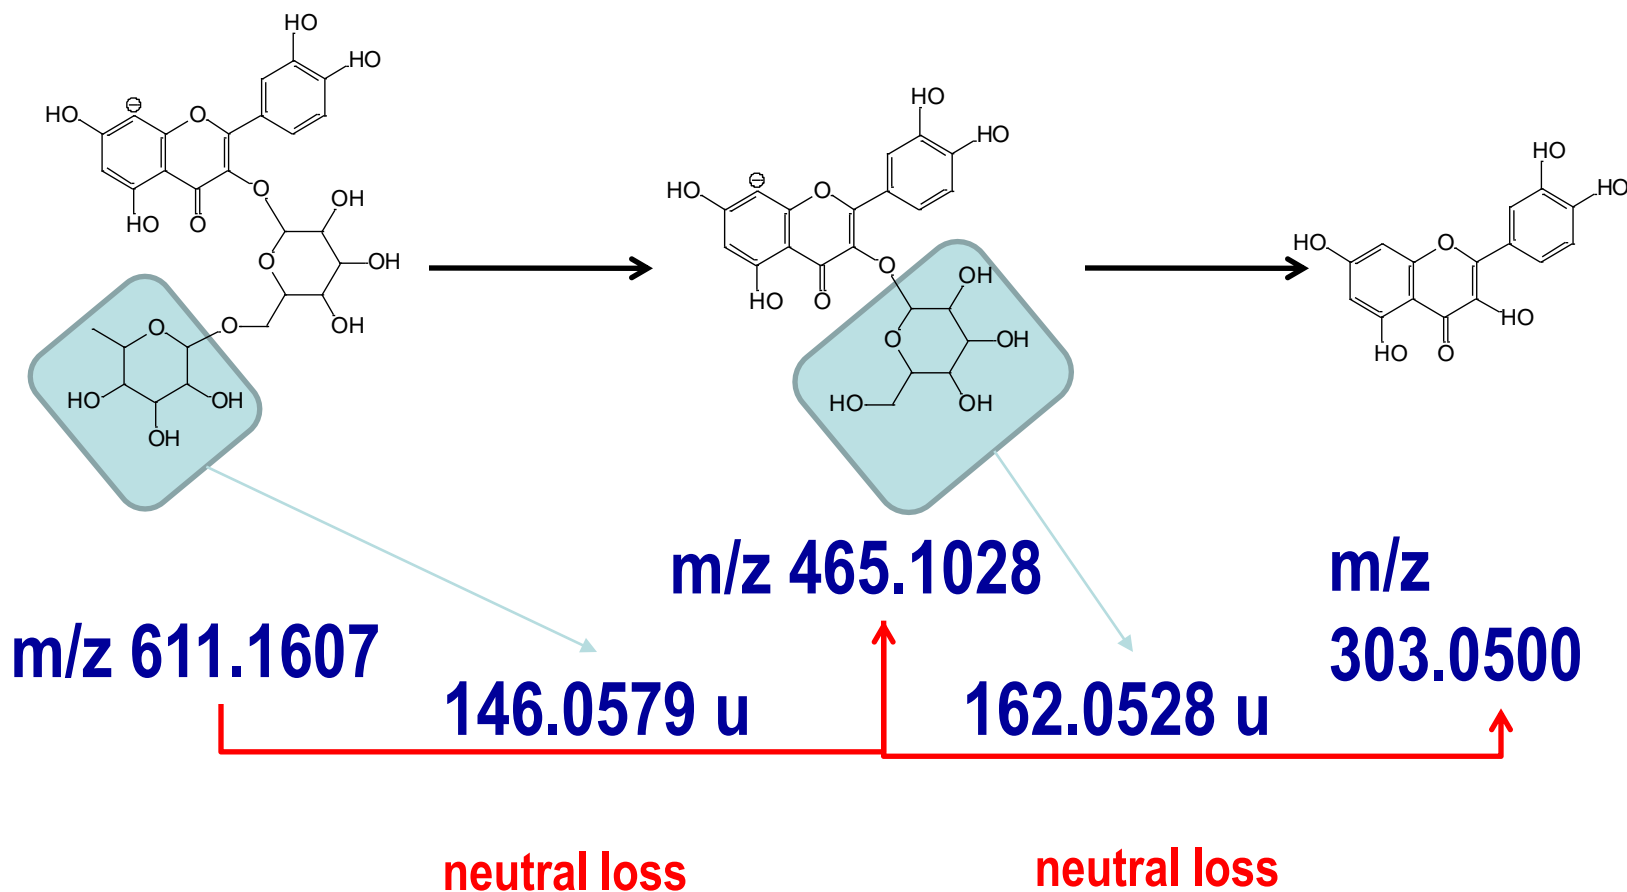 HO
HO
HO
⊖
O
O
OH
HO
O
O
OH
OH
O
O
HO
OH
OH
HO
HO
HO
⊖
O
O
OH
HO
O
O
OH
HO
OH
HO
HO
HO
O
HO
HO
O
m/z 465.1028
m/z
303.0500
m/z 611.1607
146.0579 u
162.0528 u
neutral loss
neutral loss